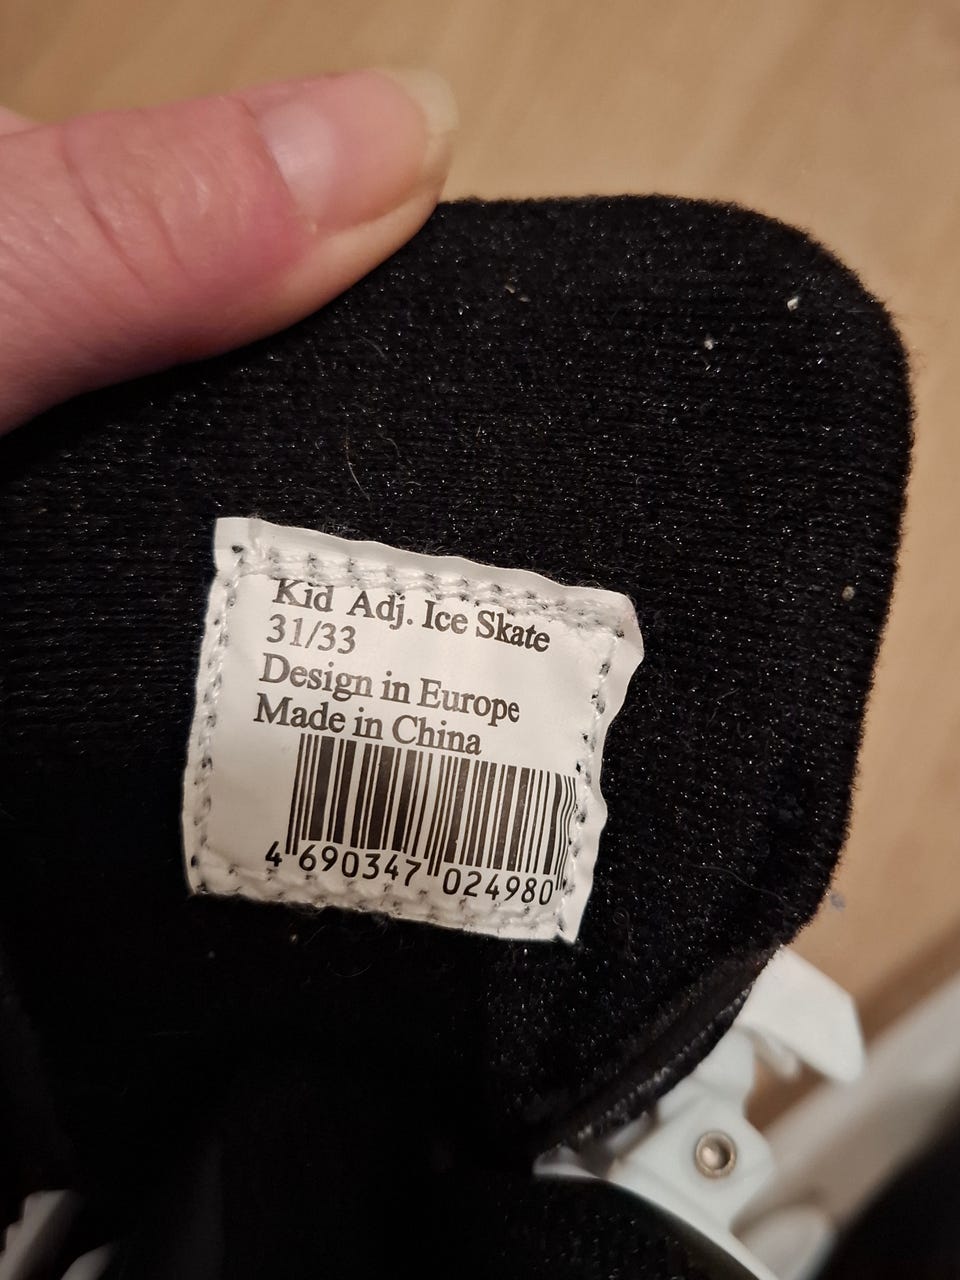 Kid Adj. Ice Skate
31/33
Design in Europe
Made in China
4 690347 024980